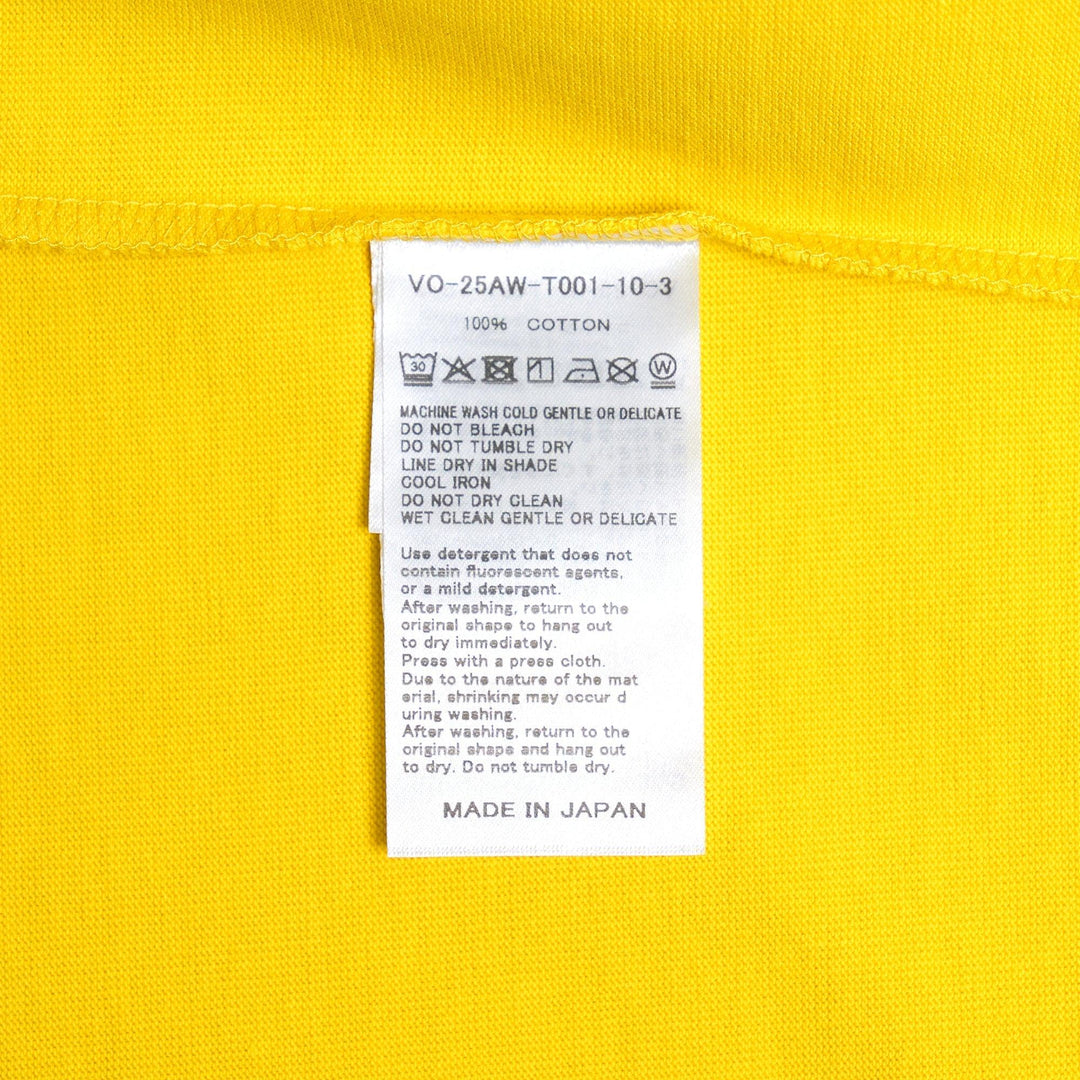 VO-25AW-T001-10-3
100% COTTON
30 W
MACHINE WASH COLD GENTLE OR DELICATE
DO NOT BLEACH
DO NOT TUMBLE DRY
LINE DRY IN SHADE
COOL IRON
DO NOT DRY CLEAN
WET CLEAN GENTLE OR DELICATE
Use detergent that does not
contain fluorescent agents,
or a mild detergent.
After washing, return to the
original shape to hang out
to dry immediately.
Press with a press cloth.
Due to the nature of the mat
erial, shrinking may occur d
uring washing.
After washing, return to the
original shape and hang out
to dry. Do not tumble dry.
MADE IN JAPAN